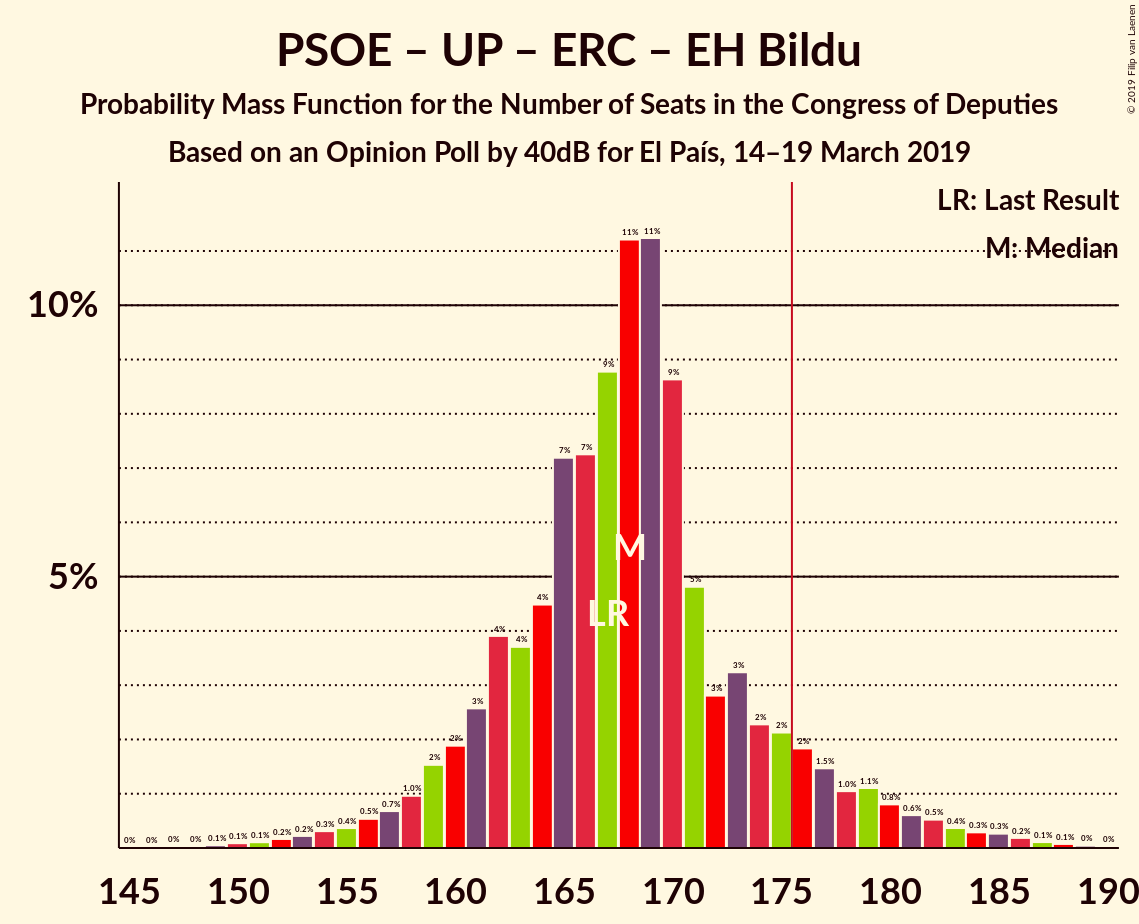 PSOE – UP – ERC – EH Bildu
Probability Mass Function for the Number of Seats in the Congress of Deputies
Based on an Opinion Poll by 40dB for El País, 14–19 March 2019
© 2019 Filip van Laenen
LR: Last Result
M: Median
10%
5%
0% 0% 0% 0% 0.1% 0.1% 0.1% 0.2% 0.2% 0.3% 0.4% 0.5% 0.7% 1.0% 2% 2% 3% 4% 4% 4% 7% 7% 9% 11% 11% 9% 5% 3% 3% 2% 2% 2% 1.5% 1.0% 1.1% 0.8% 0.6% 0.5% 0.4% 0.3% 0.3% 0.2% 0.1% 0.1% 0% 0%
M
LR
145 150 155 160 165 170 175 180 185 190